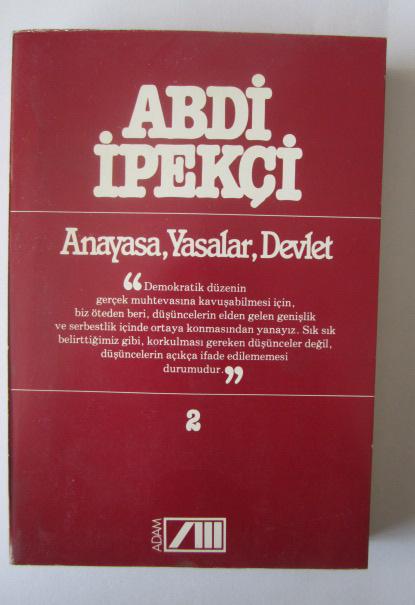 ABDİ
İPEKÇİ
Anayasa, Yasalar, Devlet
“Demokratik düzenin
gerçek muhtevasına kavuşabilmesi için,
biz öteden beri, düşüncelerin elden gelen genişlik
ve serbestlik içinde ortaya konmasından yanayız. Sık sık
belirttiğimiz gibi, korkulması gereken düşünceler değil,
düşüncelerin açıkça ifade edilememesi
durumudur.”
2
ADAM